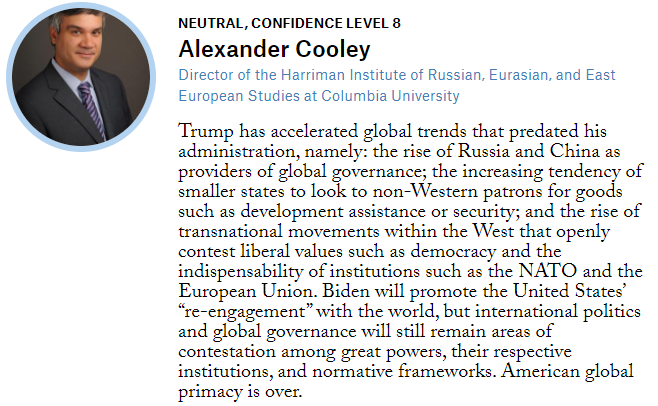 NEUTRAL, CONFIDENCE LEVEL 8
Alexander Cooley
Director of the Harriman Institute of Russian, Eurasian, and East
European Studies at Columbia University
Trump has accelerated global trends that predated his
administration, namely: the rise of Russia and China as
providers of global governance; the increasing tendency of
smaller states to look to non-Western patrons for goods
such as development assistance or security; and the rise of
transnational movements within the West that openly
contest liberal values such as democracy and the
indispensability of institutions such as the NATO and the
European Union. Biden will promote the United States’
“re-engagement” with the world, but international politics
and global governance will still remain areas of
contestation among great powers, their respective
institutions, and normative frameworks. American global
primacy is over.